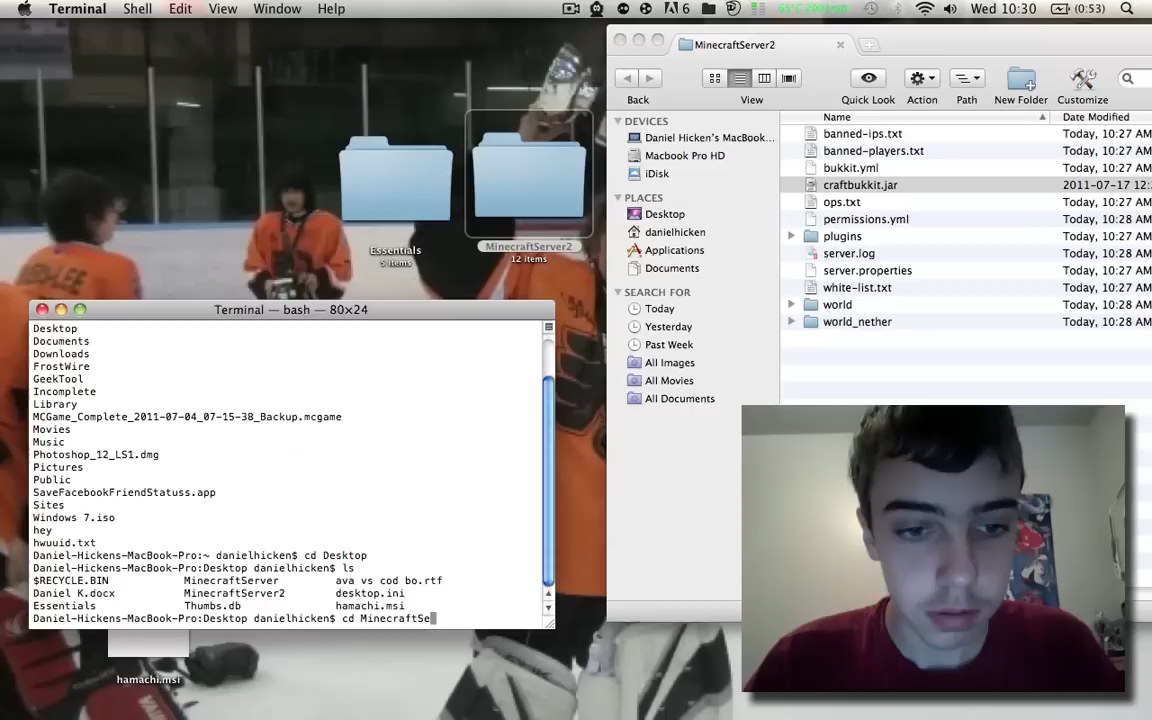 Terminal Shell Edit View Window Help
6
Wed 10:30 (0:53)
MinecraftServer2
Back View Quick Look Action Path New Folder Customize
DEVICES
Daniel Hicken's MacBook...
Macbook Pro HD
iDisk
PLACES
Desktop
danielhicken
Applications
Documents
SEARCH FOR
Today
Yesterday
Past Week
All Images
All Movies
All Documents
Name Date Modified
banned-ips.txt Today, 10:27 AM
banned-players.txt Today, 10:27 AM
bukkit.yml Today, 10:27 AM
craftbukkit.jar 2011-07-17 12:
ops.txt Today, 10:27 AM
permissions.yml Today, 10:28 AM
plugins Today, 10:27 AM
server.log Today, 10:28 AM
server.properties Today, 10:28 AM
white-list.txt Today, 10:27 AM
world Today, 10:28 AM
world_nether Today, 10:28 AM
Essentials
5 items
MinecraftServer2
12 items
Terminal — bash — 80×24
Desktop
Documents
Downloads
FrostWire
GeekTool
Incomplete
Library
MCGame_Complete_2011-07-04_07-15-38_Backup.mcgame
Movies
Music
Photoshop_12_LS1.dmg
Pictures
Public
SaveFacebookFriendStatuss.app
Sites
Windows 7.iso
hey
hwuuid.txt
Daniel-Hickens-MacBook-Pro:~ danielhicken$ cd Desktop
Daniel-Hickens-MacBook-Pro:Desktop danielhicken$ ls
$RECYCLE.BIN MinecraftServer ava vs cod bo.rtf
Daniel K.docx MinecraftServer2 desktop.ini
Essentials Thumbs.db hamachi.msi
Daniel-Hickens-MacBook-Pro:Desktop danielhicken$ cd MinecraftSe
hamachi.msi